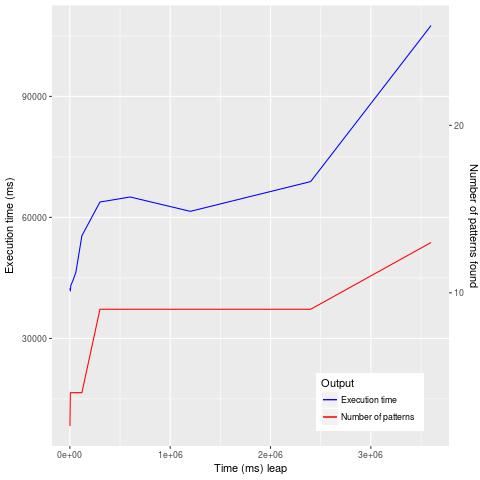 Execution time (ms)
90000
60000
30000
20
10
Number of patterns found
Output
Execution time
Number of patterns
0e+00 1e+06 2e+06 3e+06
Time (ms) leap